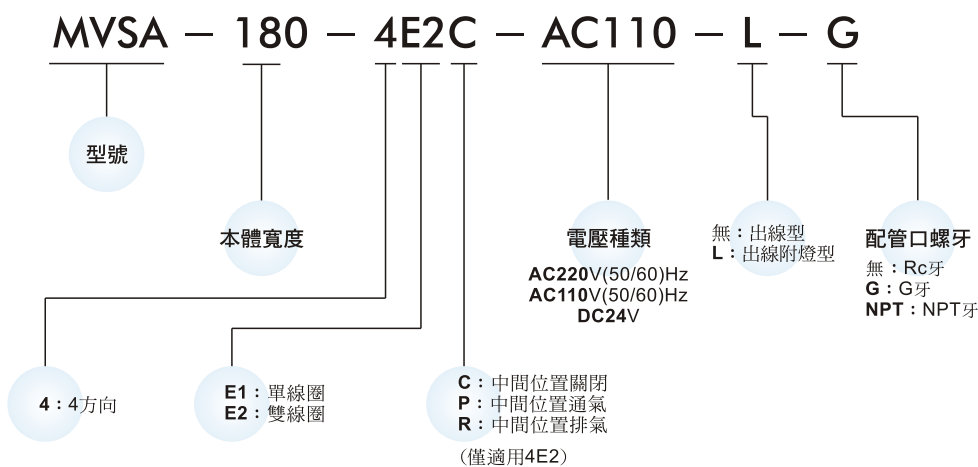 MVSA — 180 — 4E2C — AC110 — L — G
型號
本體寬度
電壓種類
AC220V(50/60)Hz
AC110V(50/60)Hz
DC24V
無：出線型
L：出線附燈型
配管口螺牙
無：Rc牙
G：G牙
NPT：NPT牙
4：4方向
E1：單線圈
E2：雙線圈
C：中間位置關閉
P：中間位置通氣
R：中間位置排氣
(僅適用4E2)